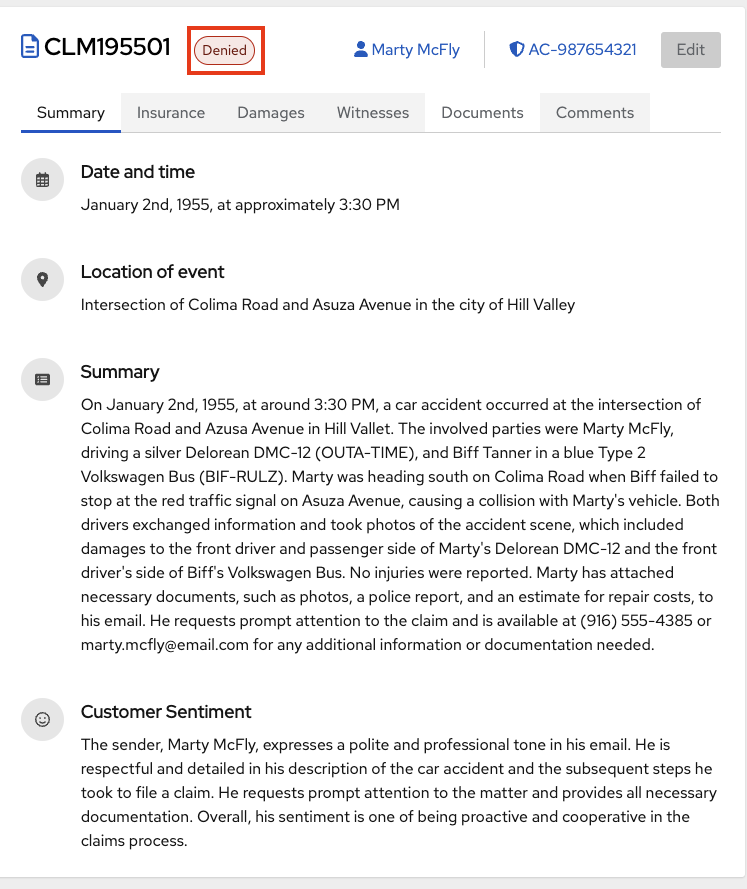 CLM195501 Denied Marty McFly AC-987654321 Edit
Summary Insurance Damages Witnesses Documents Comments
Date and time
January 2nd, 1955, at approximately 3:30 PM
Location of event
Intersection of Colima Road and Asuza Avenue in the city of Hill Valley
Summary
On January 2nd, 1955, at around 3:30 PM, a car accident occurred at the intersection of
Colima Road and Azusa Avenue in Hill Vallet. The involved parties were Marty McFly,
driving a silver Delorean DMC-12 (OUTA-TIME), and Biff Tanner in a blue Type 2
Volkswagen Bus (BIF-RULZ). Marty was heading south on Colima Road when Biff failed to
stop at the red traffic signal on Asuza Avenue, causing a collision with Marty's vehicle. Both
drivers exchanged information and took photos of the accident scene, which included
damages to the front driver and passenger side of Marty's Delorean DMC-12 and the front
driver's side of Biff's Volkswagen Bus. No injuries were reported. Marty has attached
necessary documents, such as photos, a police report, and an estimate for repair costs, to
his email. He requests prompt attention to the claim and is available at (916) 555-4385 or
marty.mcfly@email.com for any additional information or documentation needed.
Customer Sentiment
The sender, Marty McFly, expresses a polite and professional tone in his email. He is
respectful and detailed in his description of the car accident and the subsequent steps he
took to file a claim. He requests prompt attention to the matter and provides all necessary
documentation. Overall, his sentiment is one of being proactive and cooperative in the
claims process.